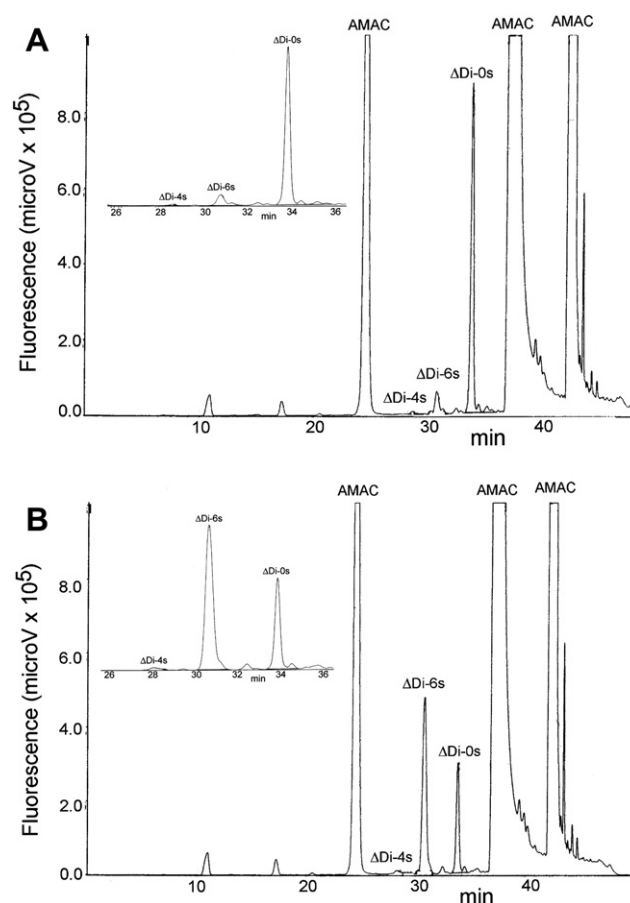 A
AMAC AMAC AMAC
ΔDi-0s
ΔDi-0s
8.0
6.0
4.0
2.0
0.0
Fluorescence (microV x 10⁵)
ΔDi-4s
ΔDi-6s
26 28 30 32 min 34 36
ΔDi-6s
ΔDi-4s
10 20 30 min 40
B
AMAC AMAC AMAC
ΔDi-6s
ΔDi-0s
8.0
6.0
4.0
2.0
0.0
Fluorescence (microV x 10⁵)
ΔDi-4s
26 28 30 32 min 34 36
ΔDi-6s
ΔDi-0s
ΔDi-4s
10 20 30 min 40